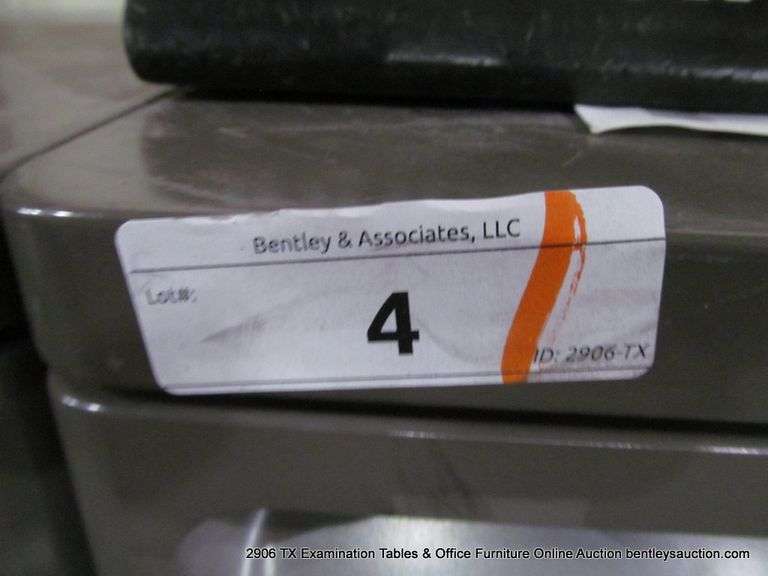 Bentley & Associates, LLC
Lot#:
4
ID: 2906-TX
2906 TX Examination Tables & Office Furniture Online Auction bentleysauction.com